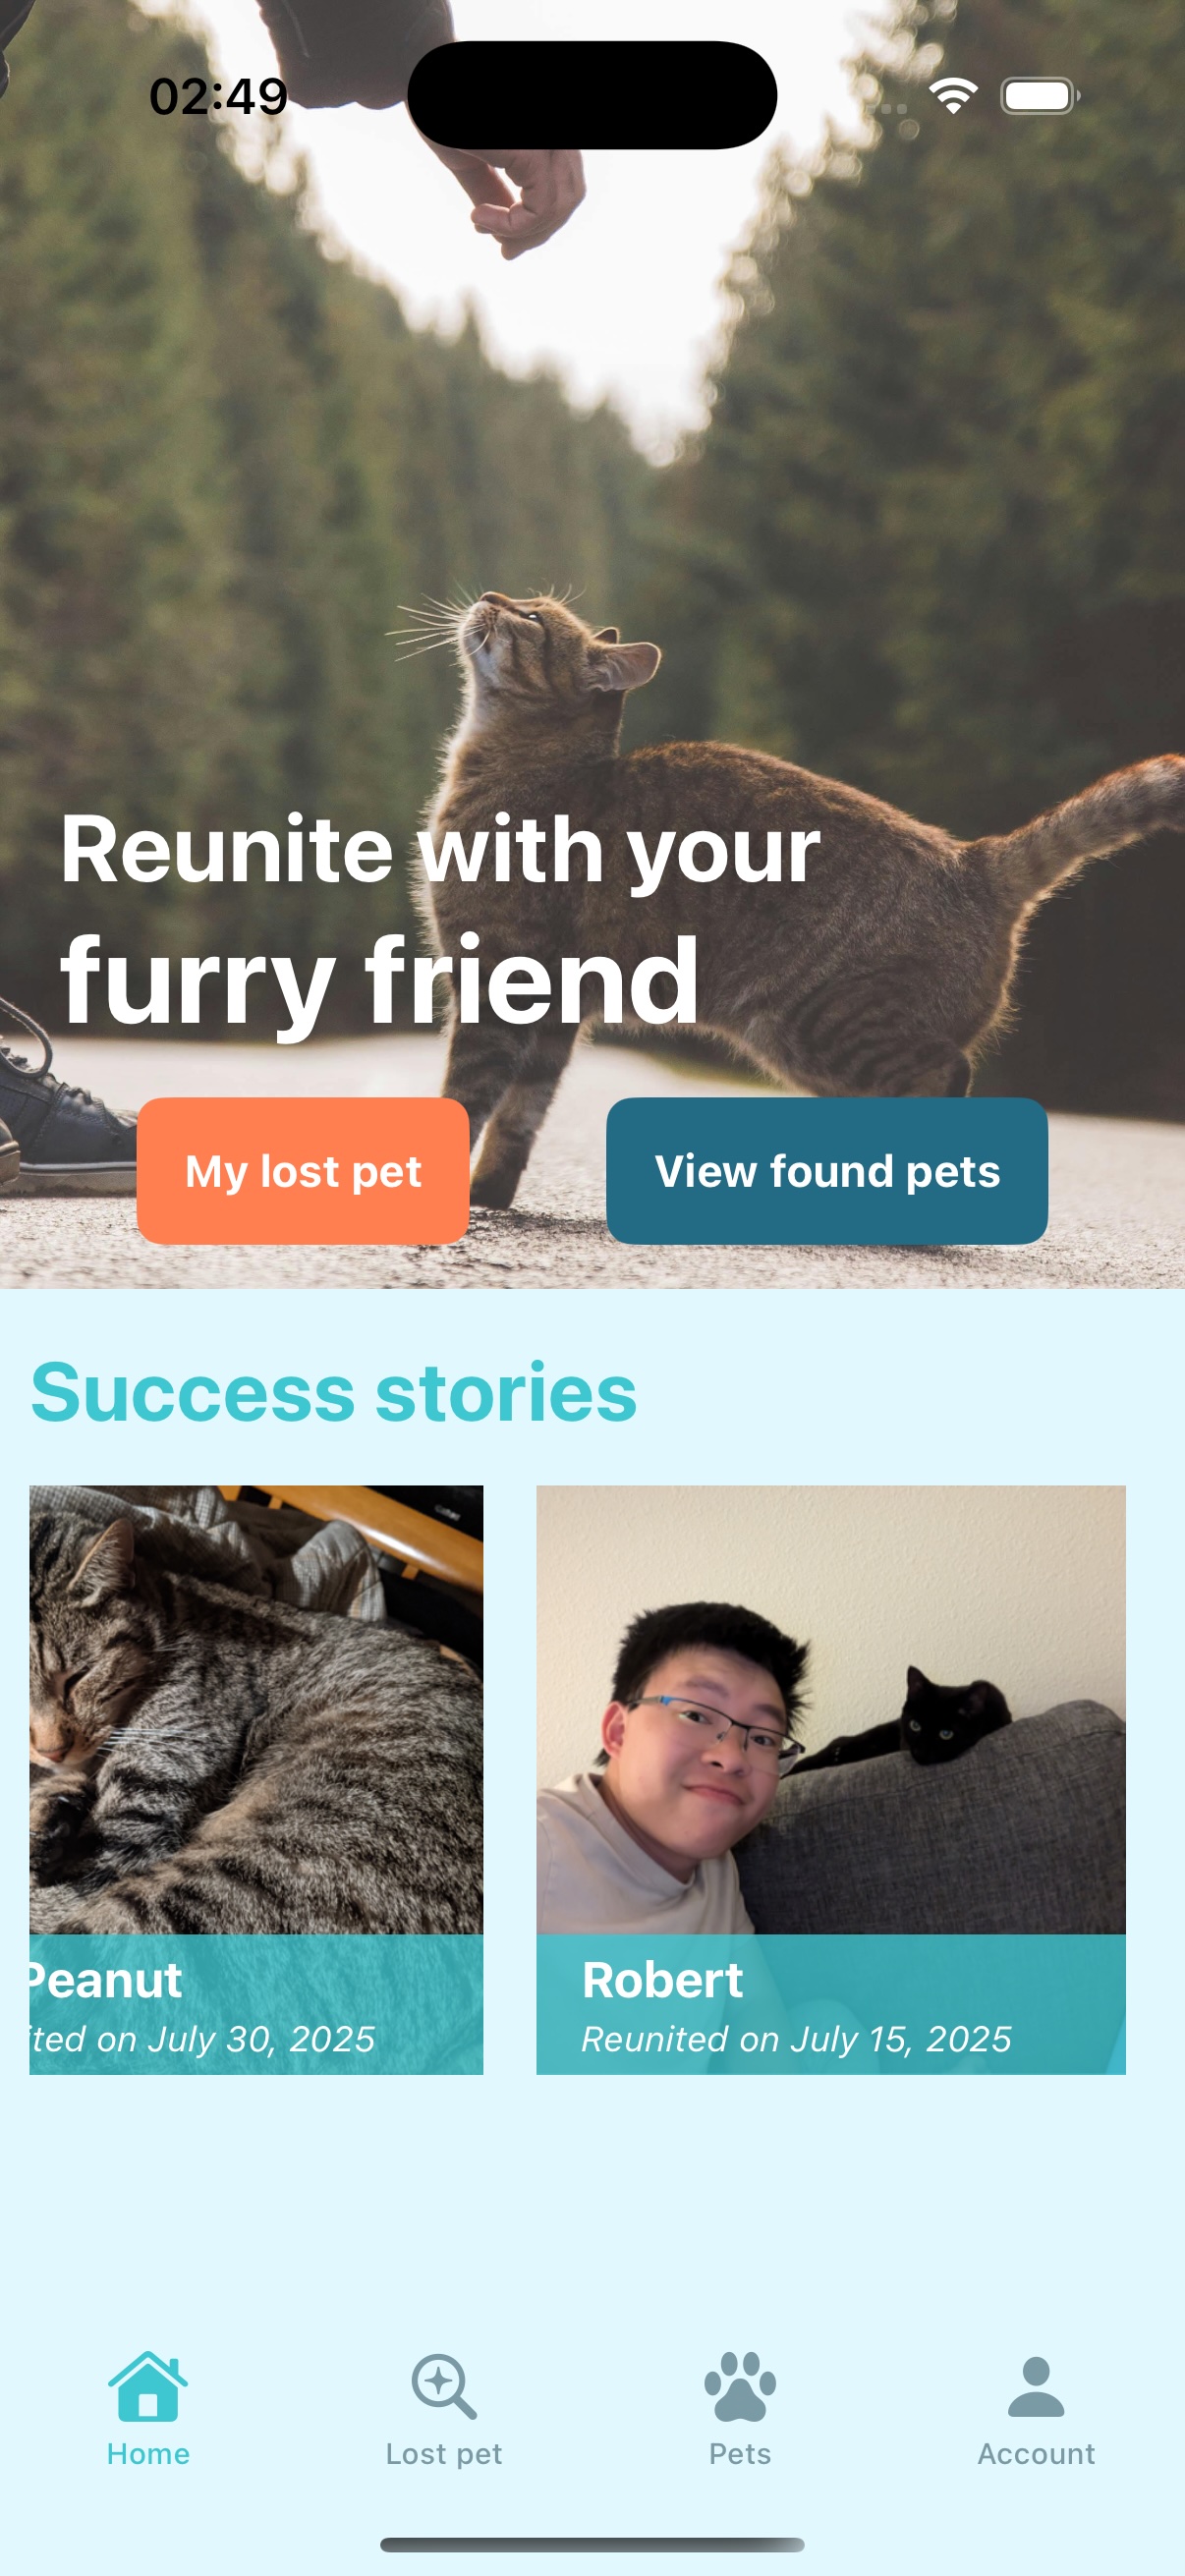 02:49
Reunite with your
furry friend
My lost pet
View found pets
Success stories
Peanut
ited on July 30, 2025
Robert
Reunited on July 15, 2025
Home
Lost pet
Pets
Account